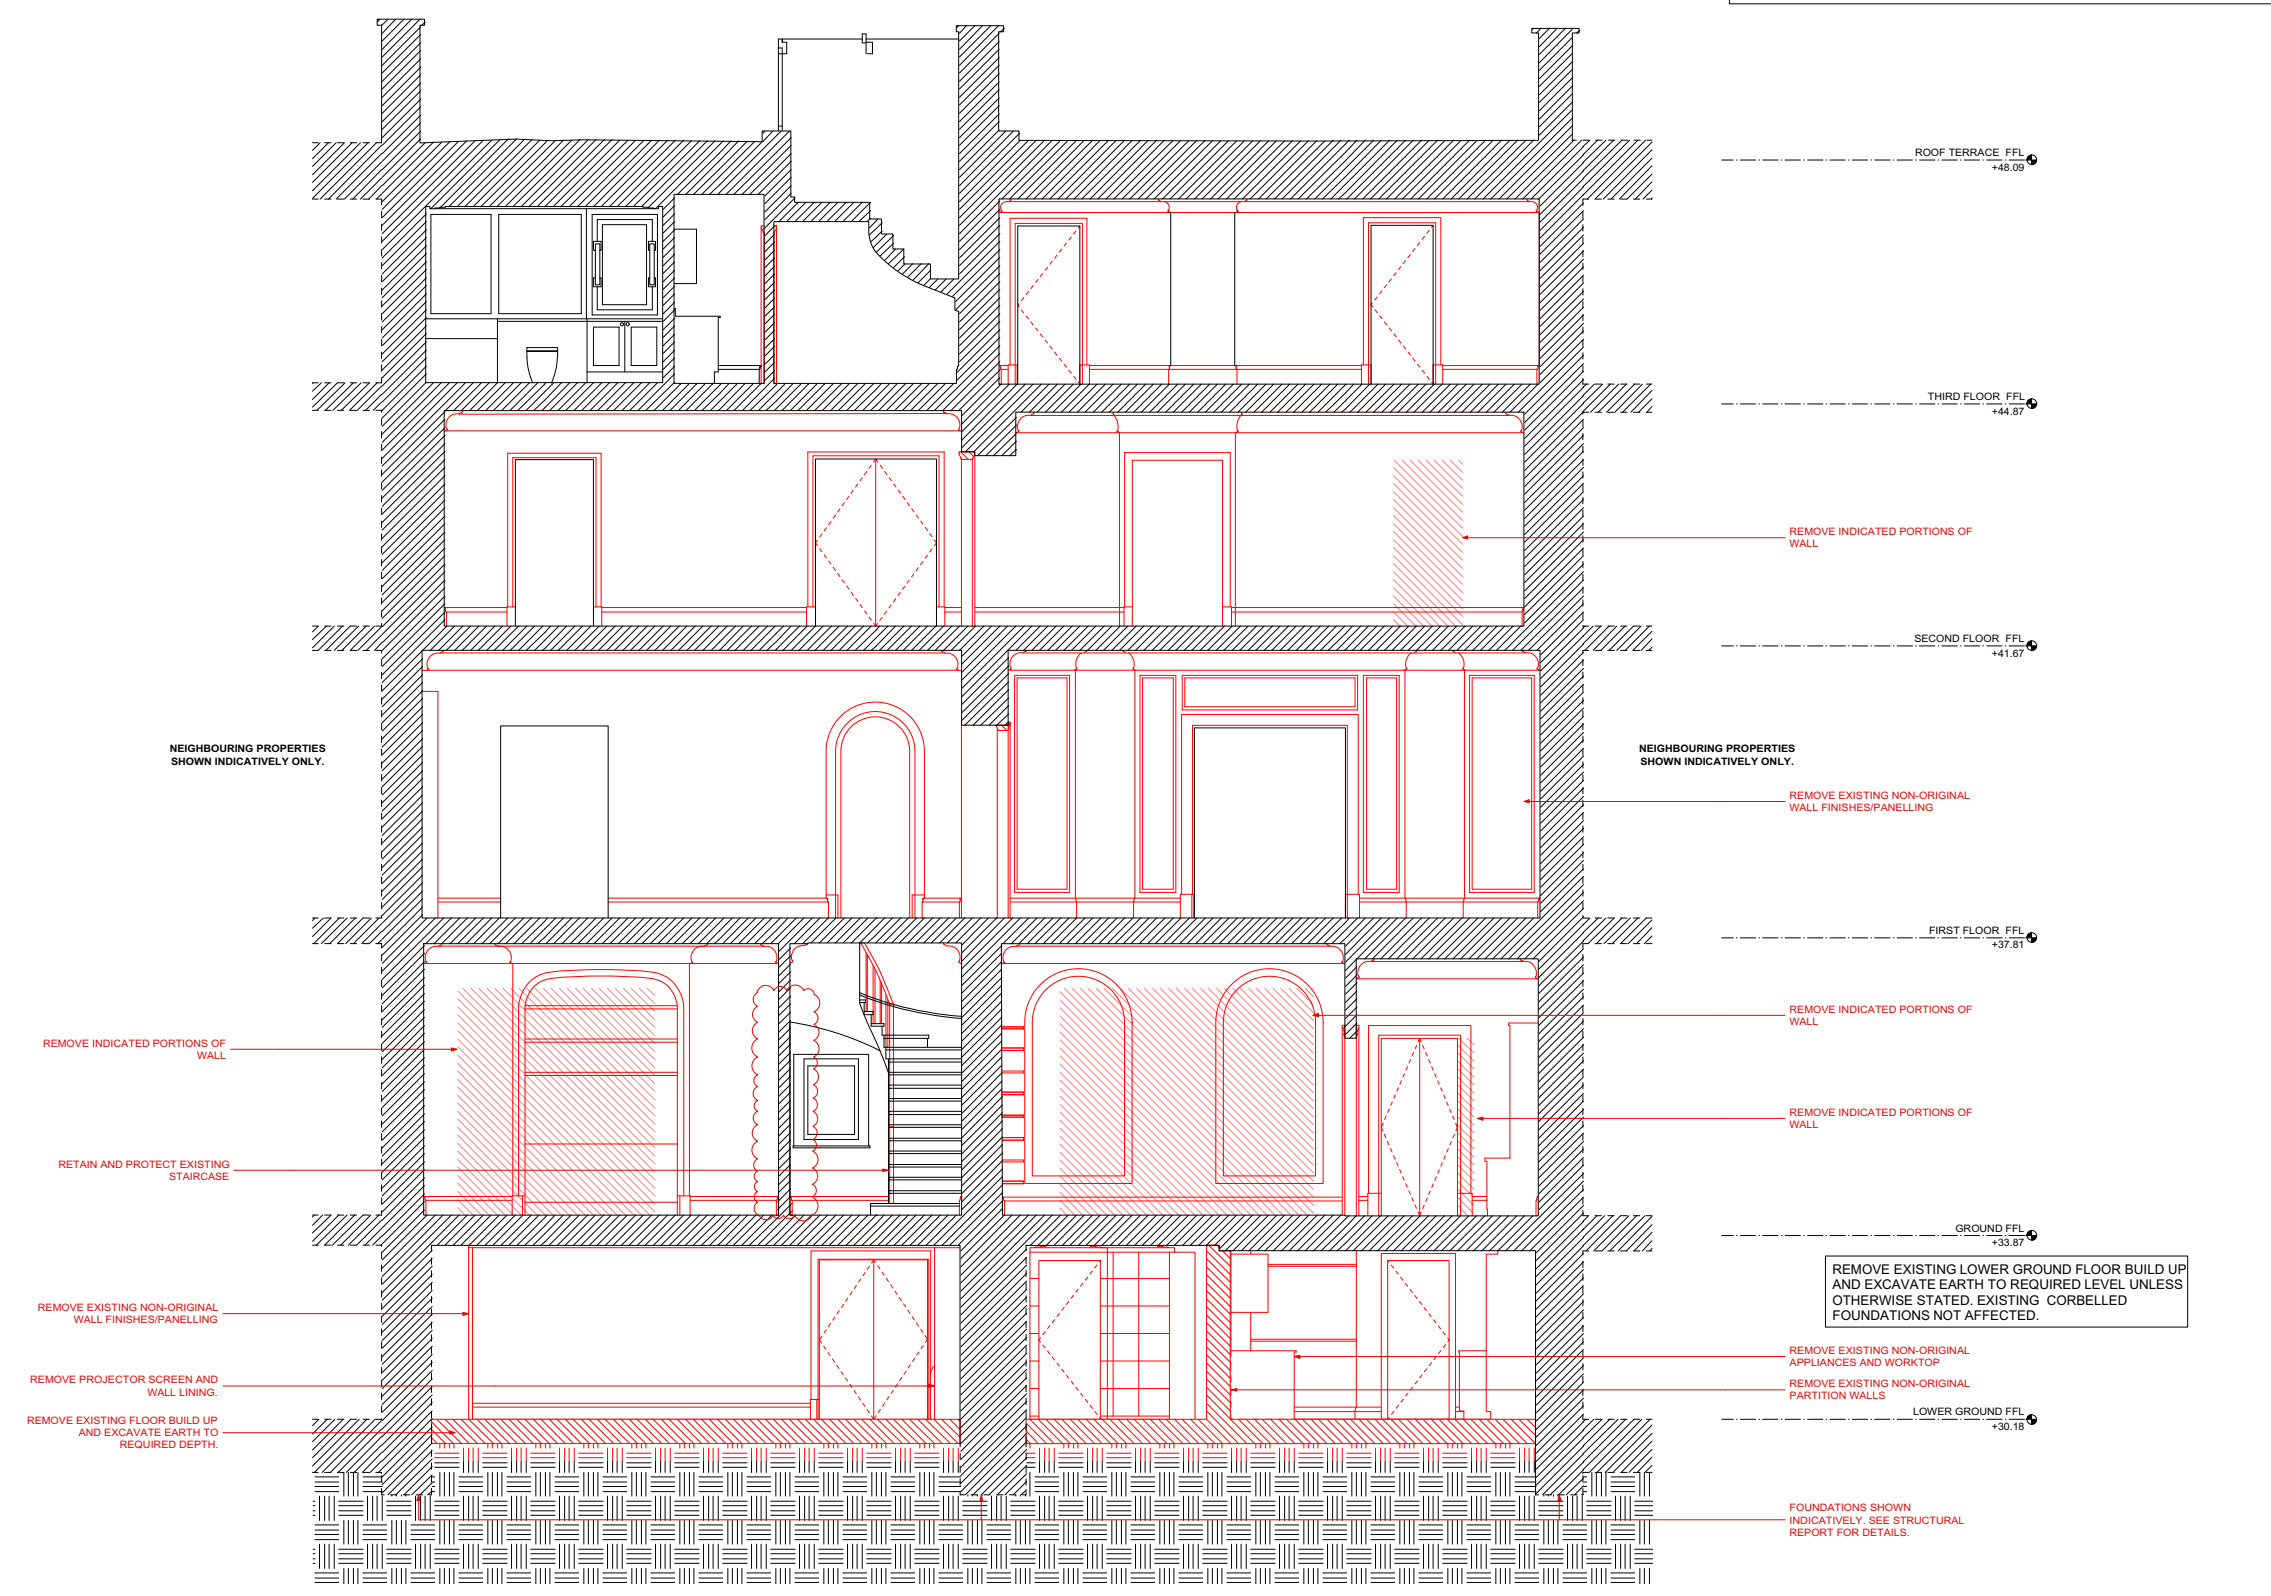 ROOF TERRACE  FFL
+48.09
THIRD FLOOR  FFL
+44.87
REMOVE INDICATED PORTIONS OF
WALL
SECOND FLOOR  FFL
+41.67
NEIGHBOURING PROPERTIES
SHOWN INDICATIVELY ONLY.
NEIGHBOURING PROPERTIES
SHOWN INDICATIVELY ONLY.
REMOVE EXISTING NON-ORIGINAL
WALL FINISHES/PANELLING
FIRST FLOOR  FFL
+37.81
REMOVE INDICATED PORTIONS OF
WALL
REMOVE INDICATED PORTIONS OF
WALL
REMOVE INDICATED PORTIONS OF
WALL
RETAIN AND PROTECT EXISTING
STAIRCASE
GROUND FFL
+33.87
REMOVE EXISTING LOWER GROUND FLOOR BUILD UP
AND EXCAVATE EARTH TO REQUIRED LEVEL UNLESS
OTHERWISE STATED. EXISTING  CORBELLED
FOUNDATIONS NOT AFFECTED.
REMOVE EXISTING NON-ORIGINAL
WALL FINISHES/PANELLING
REMOVE EXISTING NON-ORIGINAL
APPLIANCES AND WORKTOP
REMOVE PROJECTOR SCREEN AND
WALL LINING.
REMOVE EXISTING NON-ORIGINAL
PARTITION WALLS
LOWER GROUND FFL
+30.18
REMOVE EXISTING FLOOR BUILD UP
AND EXCAVATE EARTH TO
REQUIRED DEPTH.
FOUNDATIONS SHOWN
INDICATIVELY. SEE STRUCTURAL
REPORT FOR DETAILS.